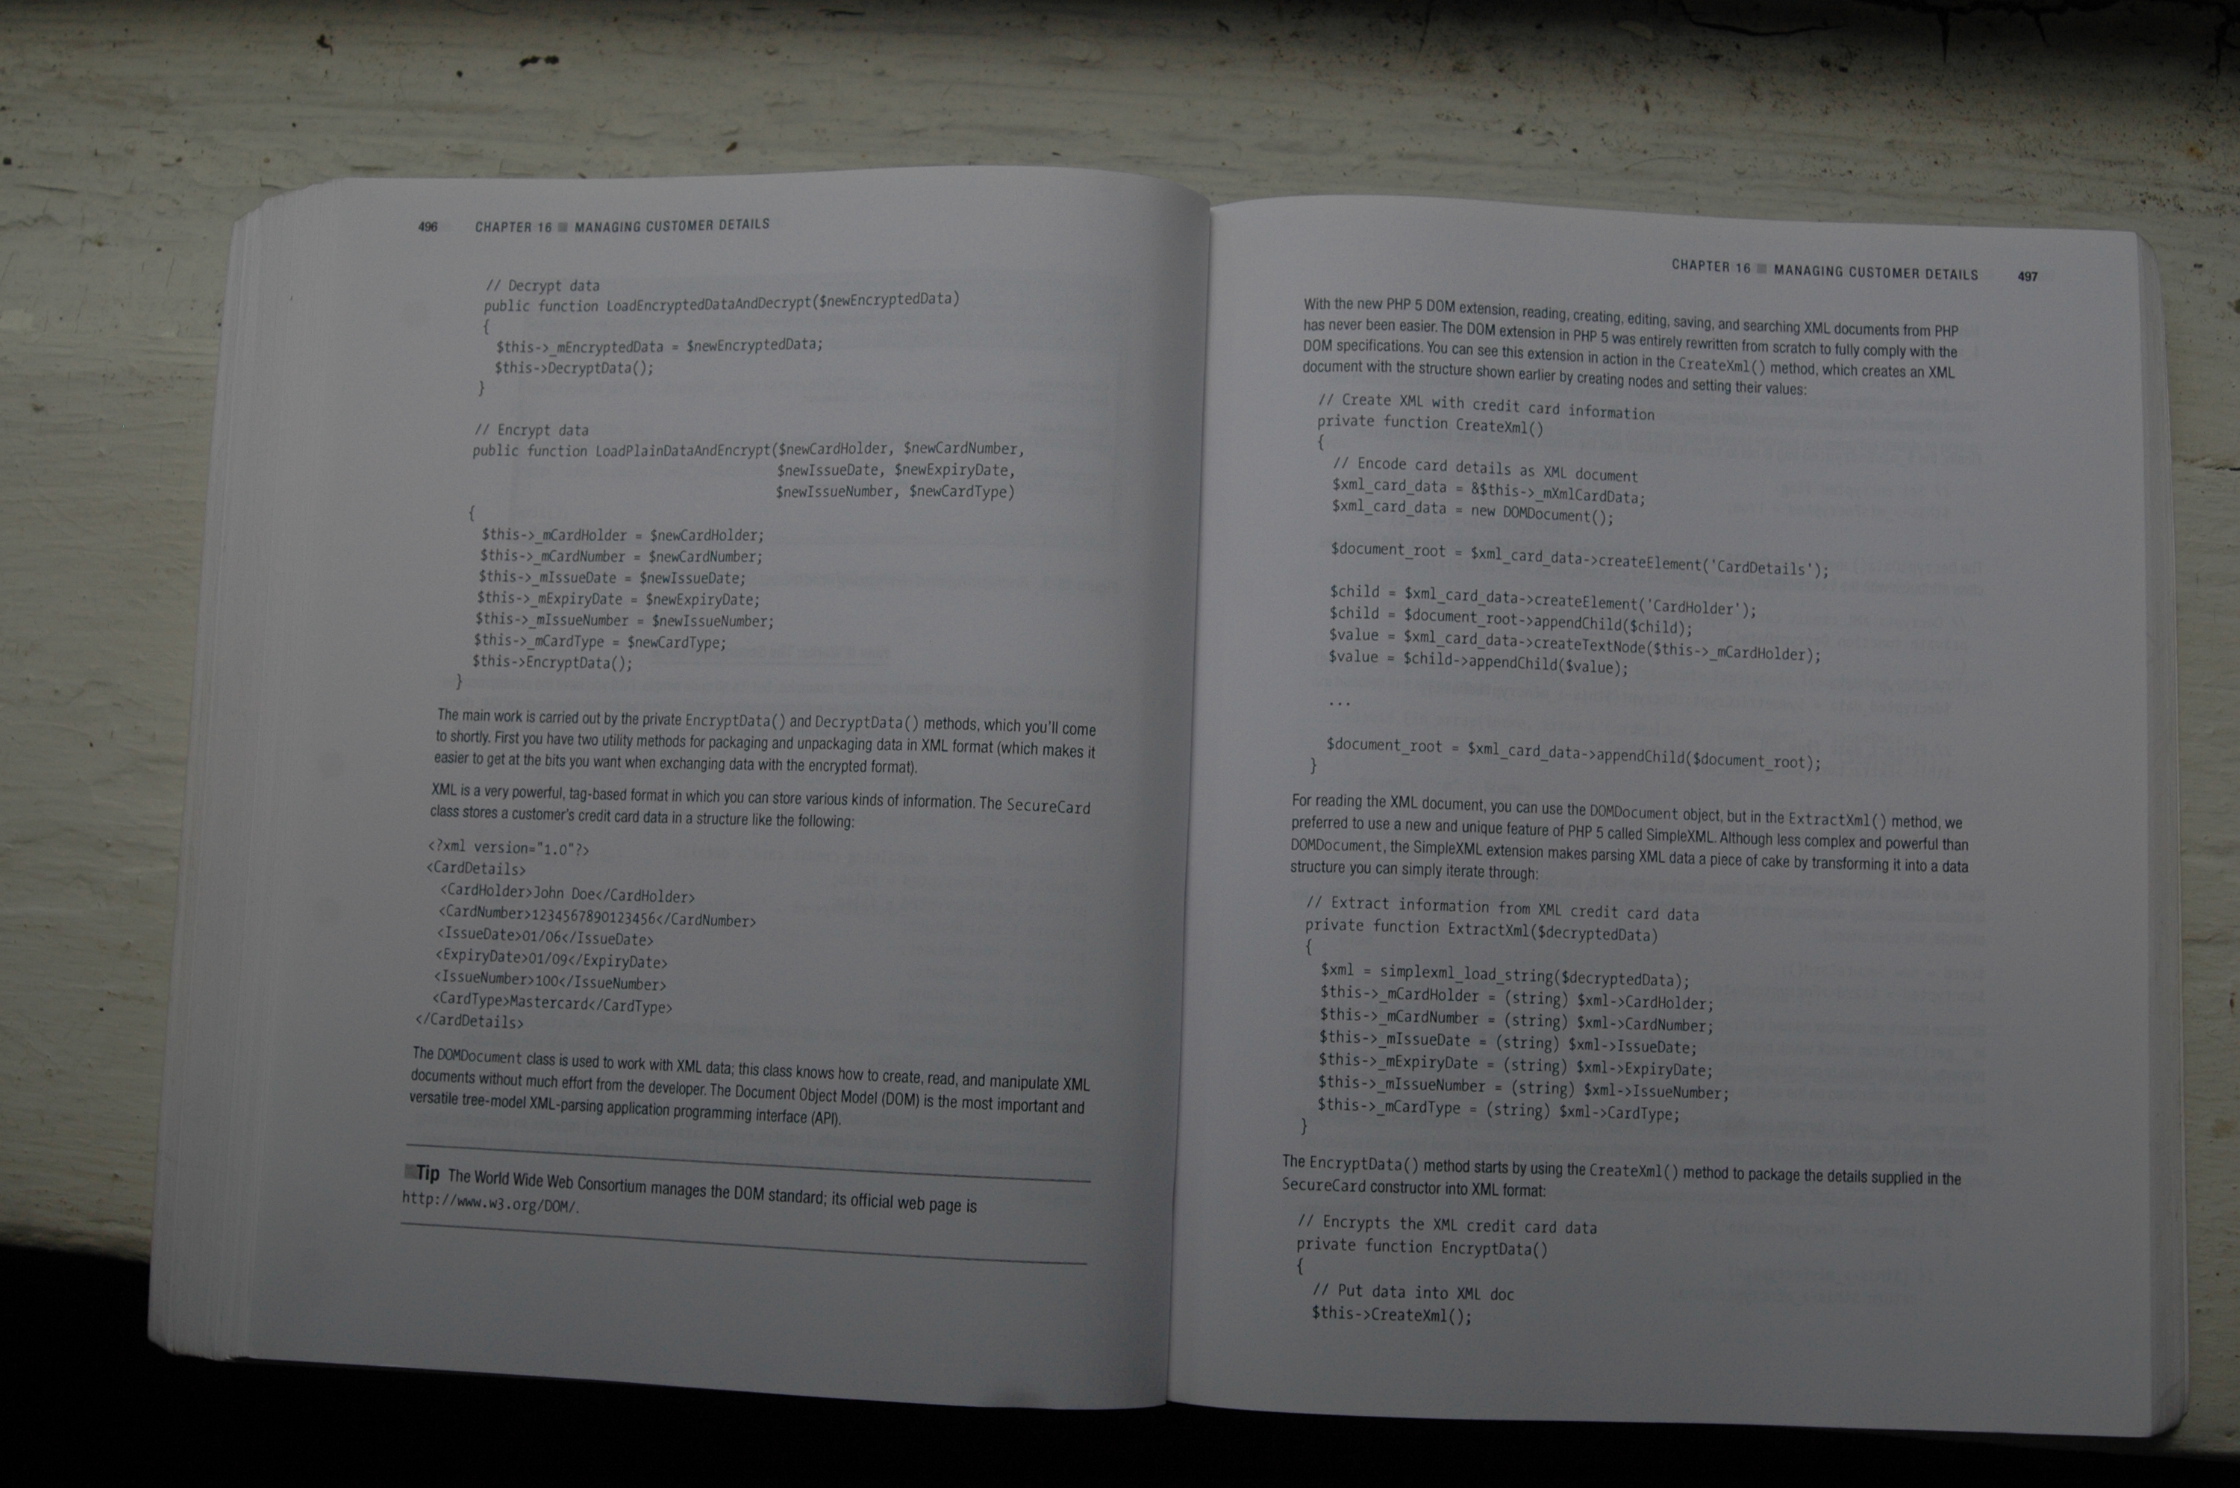 496 CHAPTER 16 ■ MANAGING CUSTOMER DETAILS
// Decrypt data
public function LoadEncryptedDataAndDecrypt($newEncryptedData)
{
$this->_mEncryptedData = $newEncryptedData;
$this->DecryptData();
}
// Encrypt data
public function LoadPlainDataAndEncrypt($newCardHolder, $newCardNumber,
$newIssueDate, $newExpiryDate,
$newIssueNumber, $newCardType)
{
$this->_mCardHolder = $newCardHolder;
$this->_mCardNumber = $newCardNumber;
$this->_mIssueDate = $newIssueDate;
$this->_mExpiryDate = $newExpiryDate;
$this->_mIssueNumber = $newIssueNumber;
$this->_mCardType = $newCardType;
$this->EncryptData();
}
The main work is carried out by the private EncryptData() and DecryptData() methods, which you'll come
to shortly. First you have two utility methods for packaging and unpackaging data in XML format (which makes it
easier to get at the bits you want when exchanging data with the encrypted format).
XML is a very powerful, tag-based format in which you can store various kinds of information. The SecureCard
class stores a customer's credit card data in a structure like the following:
<?xml version="1.0"?>
<CardDetails>
<CardHolder>John Doe</CardHolder>
<CardNumber>1234567890123456</CardNumber>
<IssueDate>01/06</IssueDate>
<ExpiryDate>01/09</ExpiryDate>
<IssueNumber>100</IssueNumber>
<CardType>Mastercard</CardType>
</CardDetails>
The DOMDocument class is used to work with XML data; this class knows how to create, read, and manipulate XML
documents without much effort from the developer. The Document Object Model (DOM) is the most important and
versatile tree-model XML-parsing application programming interface (API).
■Tip The World Wide Web Consortium manages the DOM standard; its official web page is
http://www.w3.org/DOM/.
CHAPTER 16 ■ MANAGING CUSTOMER DETAILS 497
With the new PHP 5 DOM extension, reading, creating, editing, saving, and searching XML documents from PHP
has never been easier. The DOM extension in PHP 5 was entirely rewritten from scratch to fully comply with the
DOM specifications. You can see this extension in action in the CreateXml() method, which creates an XML
document with the structure shown earlier by creating nodes and setting their values:
// Create XML with credit card information
private function CreateXml()
{
// Encode card details as XML document
$xml_card_data = &$this->_mXmlCardData;
$xml_card_data = new DOMDocument();
$document_root = $xml_card_data->createElement('CardDetails');
$child = $xml_card_data->createElement('CardHolder');
$child = $document_root->appendChild($child);
$value = $xml_card_data->createTextNode($this->_mCardHolder);
$value = $child->appendChild($value);
...
$document_root = $xml_card_data->appendChild($document_root);
}
For reading the XML document, you can use the DOMDocument object, but in the ExtractXml() method, we
preferred to use a new and unique feature of PHP 5 called SimpleXML. Although less complex and powerful than
DOMDocument, the SimpleXML extension makes parsing XML data a piece of cake by transforming it into a data
structure you can simply iterate through:
// Extract information from XML credit card data
private function ExtractXml($decryptedData)
{
$xml = simplexml_load_string($decryptedData);
$this->_mCardHolder = (string) $xml->CardHolder;
$this->_mCardNumber = (string) $xml->CardNumber;
$this->_mIssueDate = (string) $xml->IssueDate;
$this->_mExpiryDate = (string) $xml->ExpiryDate;
$this->_mIssueNumber = (string) $xml->IssueNumber;
$this->_mCardType = (string) $xml->CardType;
}
The EncryptData() method starts by using the CreateXml() method to package the details supplied in the
SecureCard constructor into XML format:
// Encrypts the XML credit card data
private function EncryptData()
{
// Put data into XML doc
$this->CreateXml();